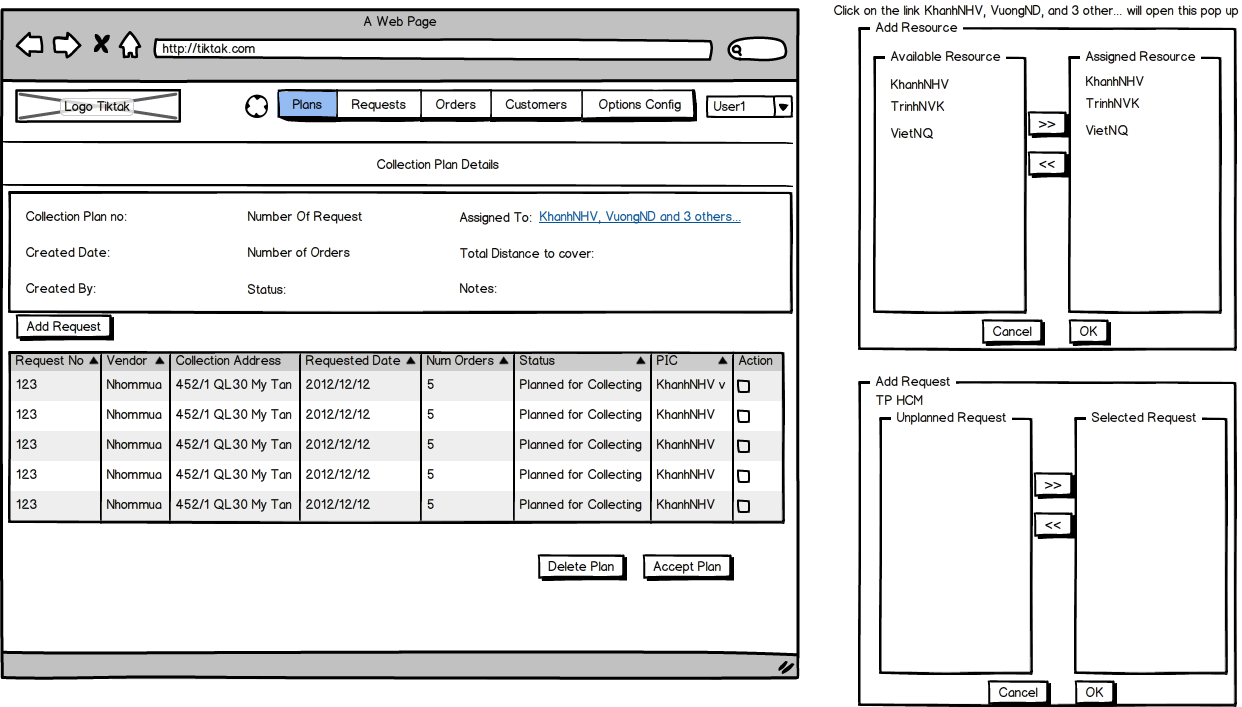 A Web Page
http://tiktak.com
Logo Tiktak
Plans Requests Orders Customers Options Config User1
Collection Plan Details
Collection Plan no: Number Of Request Assigned To: KhanhNHV, VuongND and 3 others...
Created Date: Number of Orders Total Distance to cover:
Created By: Status: Notes:
Add Request
Request No Vendor Collection Address Requested Date Num Orders Status PIC Action
123 Nhommua 452/1 QL30 My Tan 2012/12/12 5 Planned for Collecting KhanhNHV v
123 Nhommua 452/1 QL30 My Tan 2012/12/12 5 Planned for Collecting KhanhNHV
123 Nhommua 452/1 QL30 My Tan 2012/12/12 5 Planned for Collecting KhanhNHV
123 Nhommua 452/1 QL30 My Tan 2012/12/12 5 Planned for Collecting KhanhNHV
123 Nhommua 452/1 QL30 My Tan 2012/12/12 5 Planned for Collecting KhanhNHV
Delete Plan Accept Plan
Click on the link KhanhNHV, VuongND, and 3 other... will open this pop up
Add Resource
Available Resource Assigned Resource
KhanhNHV KhanhNHV
TrinhNVK TrinhNVK
>>
VietNQ VietNQ
<<
Cancel OK
Add Request
TP HCM
Unplanned Request Selected Request
>>
<<
Cancel OK